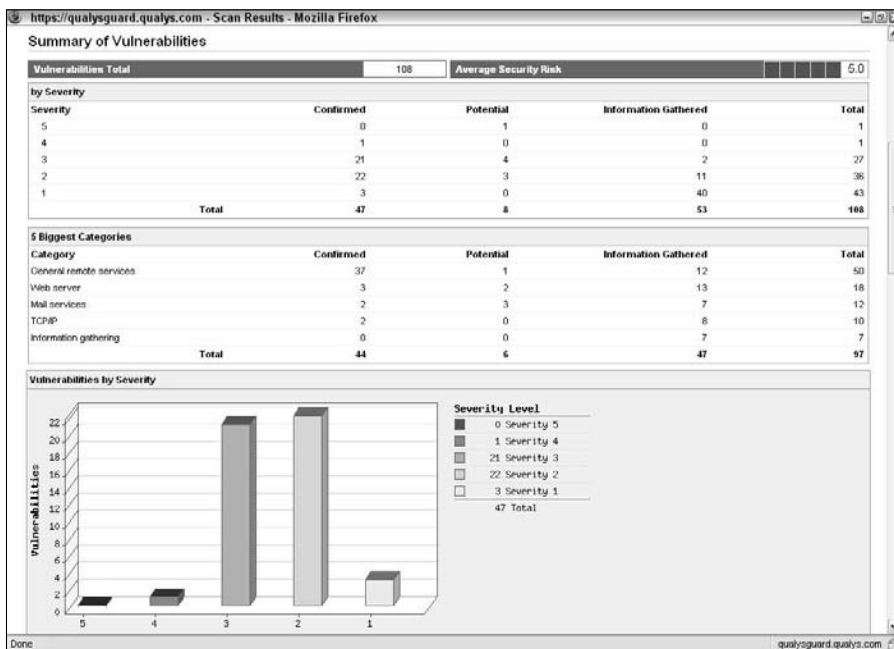 https://qualysguard.qualys.com - Scan Results - Mozilla Firefox
Summary of Vulnerabilities
Vulnerabilities Total 108 Average Security Risk 5.0
by Severity
Severity Confirmed Potential Information Gathered Total
5 0 1 0 1
4 1 0 0 1
3 21 4 2 27
2 22 3 11 36
1 3 0 40 43
Total 47 8 53 108
5 Biggest Categories
Category Confirmed Potential Information Gathered Total
General remote services 37 1 12 50
Web server 3 2 13 18
Mail services 2 3 7 12
TCP/IP 2 0 8 10
Information gathering 0 0 7 7
Total 44 6 47 97
Vulnerabilities by Severity
Severity Level
0 Severity 5
1 Severity 4
21 Severity 3
22 Severity 2
3 Severity 1
47 Total
Vulnerabilities
22
20
18
16
14
12
10
8
6
4
2
0
5 4 3 2 1
Done qualysguard.qualys.com